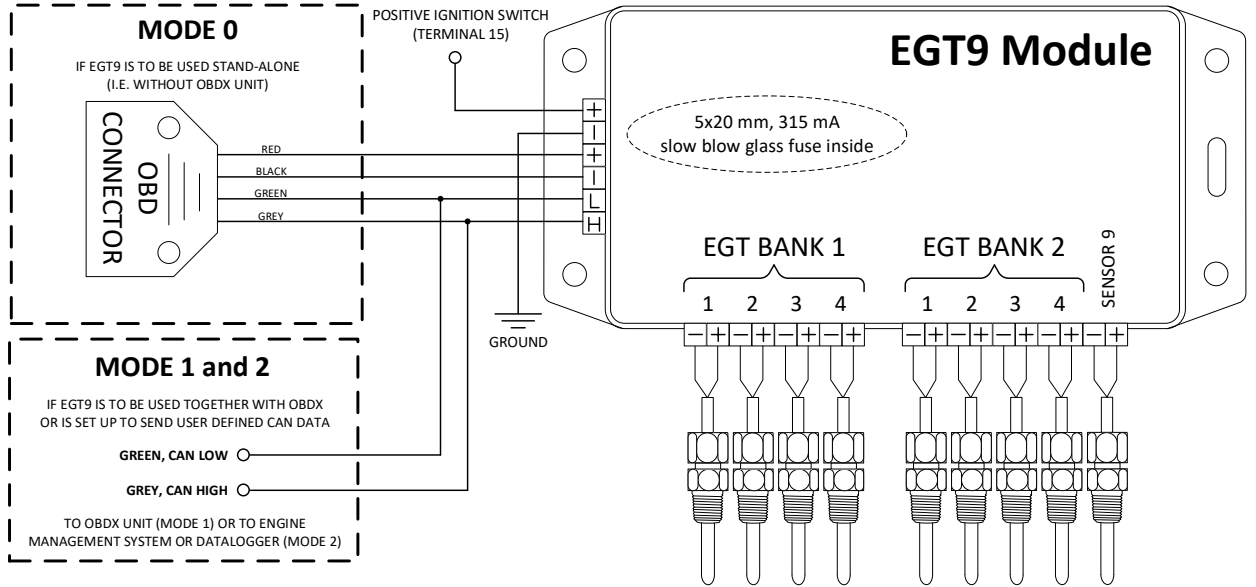 MODE 0
IF EGT9 IS TO BE USED STAND-ALONE
(I.E. WITHOUT OBDX UNIT)
OBD
CONNECTOR
RED
BLACK
GREEN
GREY
POSITIVE IGNITION SWITCH
(TERMINAL 15)
+
–
+
–
L
H
GROUND
MODE 1 and 2
IF EGT9 IS TO BE USED TOGETHER WITH OBDX
OR IS SET UP TO SEND USER DEFINED CAN DATA
GREEN, CAN LOW
GREY, CAN HIGH
TO OBDX UNIT (MODE 1) OR TO ENGINE
MANAGEMENT SYSTEM OR DATALOGGER (MODE 2)
EGT9 Module
5x20 mm, 315 mA
slow blow glass fuse inside
EGT BANK 1
1 2 3 4
– + – + – + – +
EGT BANK 2
1 2 3 4
SENSOR 9
– + – + – + – + – +